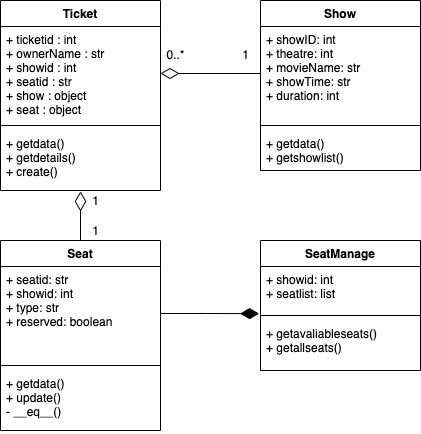 Ticket
+ ticketid : int
+ ownerName : str
+ showid : int
+ seatid : str
+ show : object
+ seat : object
+ getdata()
+ getdetails()
+ create()
0..*
1
Show
+ showID: int
+ theatre: int
+ movieName: str
+ showTime: str
+ duration: int
+ getdata()
+ getshowlist()
1
1
Seat
+ seatid: str
+ showid: int
+ type: str
+ reserved: boolean
+ getdata()
+ update()
- __eq__()
SeatManage
+ showid: int
+ seatlist: list
+ getavaliableseats()
+ getallseats()